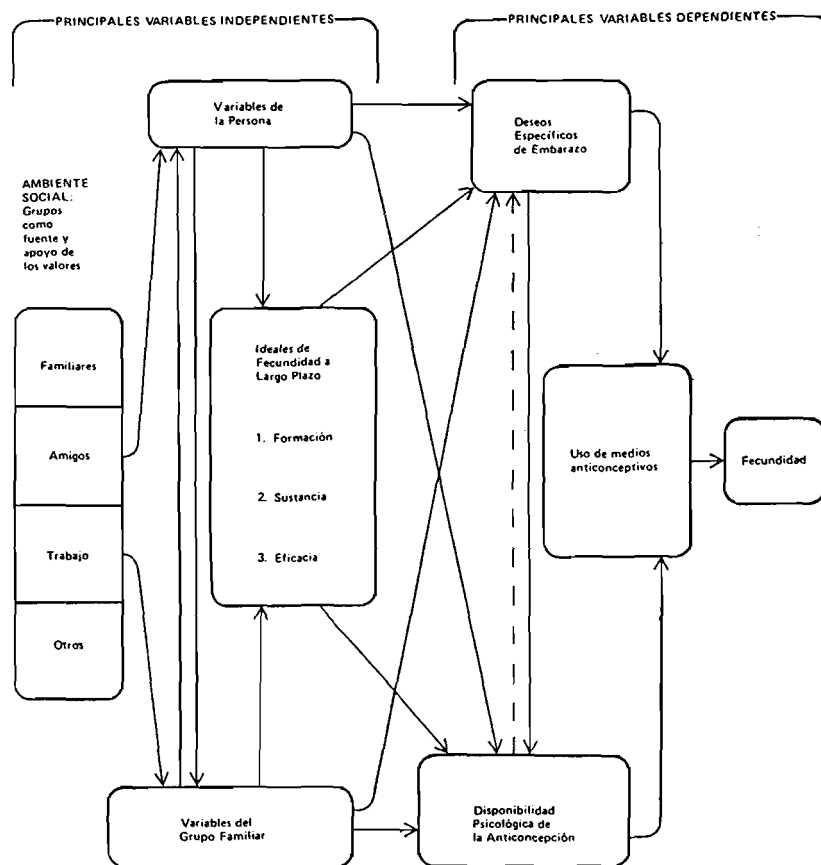 PRINCIPALES VARIABLES INDEPENDIENTES
PRINCIPALES VARIABLES DEPENDIENTES
Variables de
la Persona
Deseos
Específicos
de Embarazo
AMBIENTE
SOCIAL:
Grupos
como
fuente y
apoyo de
los valores
Familiares
Amigos
Trabajo
Otros
Ideales de
Fecundidad a
Largo Plazo
1. Formación
2. Sustancia
3. Eficacia
Uso de medios
anticonceptivos
Fecundidad
Variables del
Grupo Familiar
Disponibilidad
Psicológica de
la Anticoncepción